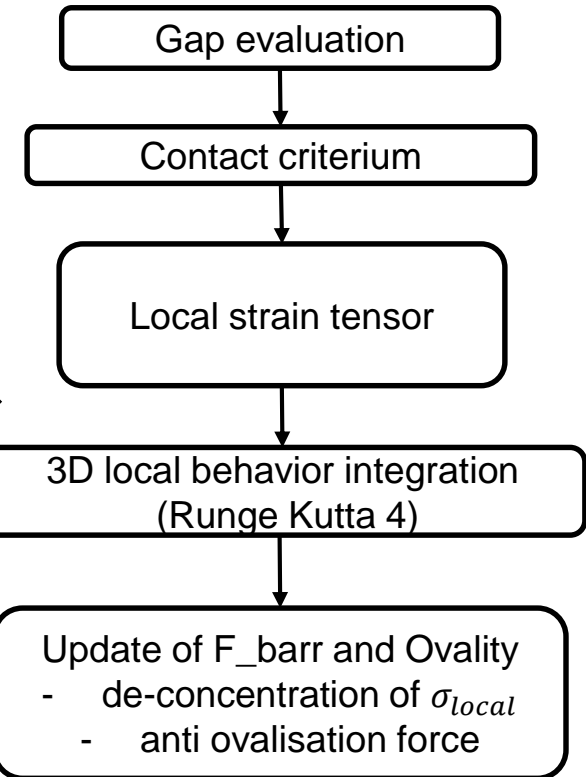 Gap evaluation
Contact criterium
Local strain tensor
3D local behavior integration
(Runge Kutta 4)
Update of F_barr and Ovality
- de-concentration of σ_local
- anti ovalisation force